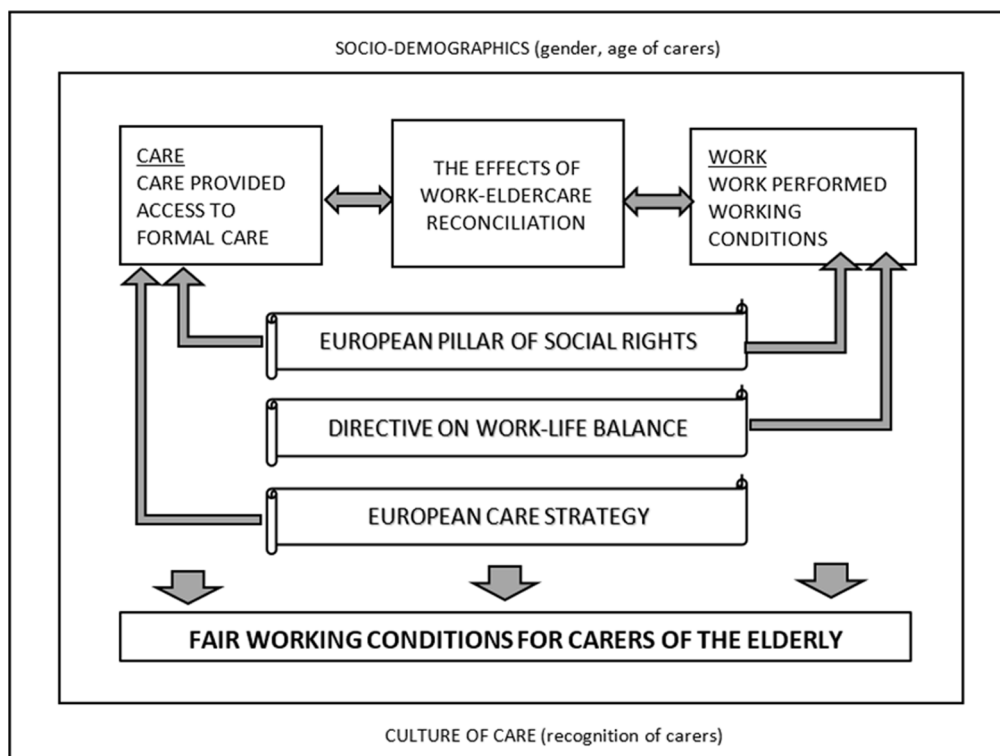 SOCIO-DEMOGRAPHICS (gender, age of carers)
CARE
CARE PROVIDED
ACCESS TO
FORMAL CARE
THE EFFECTS OF
WORK-ELDERCARE
RECONCILIATION
WORK
WORK PERFORMED
WORKING
CONDITIONS
EUROPEAN PILLAR OF SOCIAL RIGHTS
DIRECTIVE ON WORK-LIFE BALANCE
EUROPEAN CARE STRATEGY
FAIR WORKING CONDITIONS FOR CARERS OF THE ELDERLY
CULTURE OF CARE (recognition of carers)